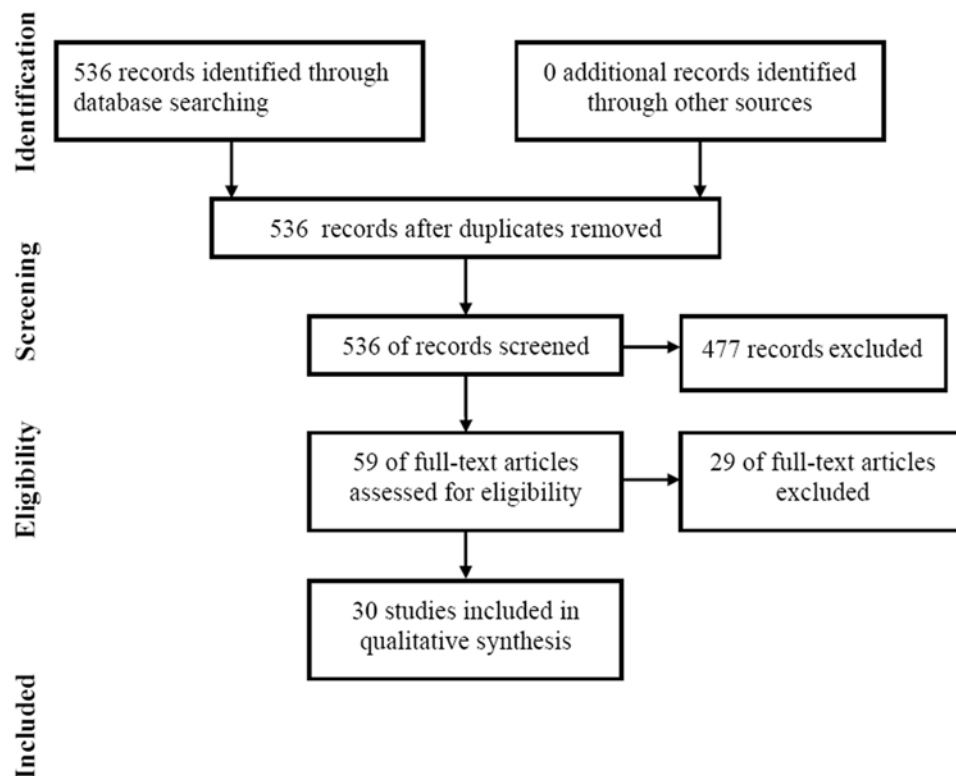 Identification
536 records identified through
database searching
0 additional records identified
through other sources
536 records after duplicates removed
Screening
536 of records screened
477 records excluded
Eligibility
59 of full-text articles
assessed for eligibility
29 of full-text articles
excluded
30 studies included in
qualitative synthesis
Included